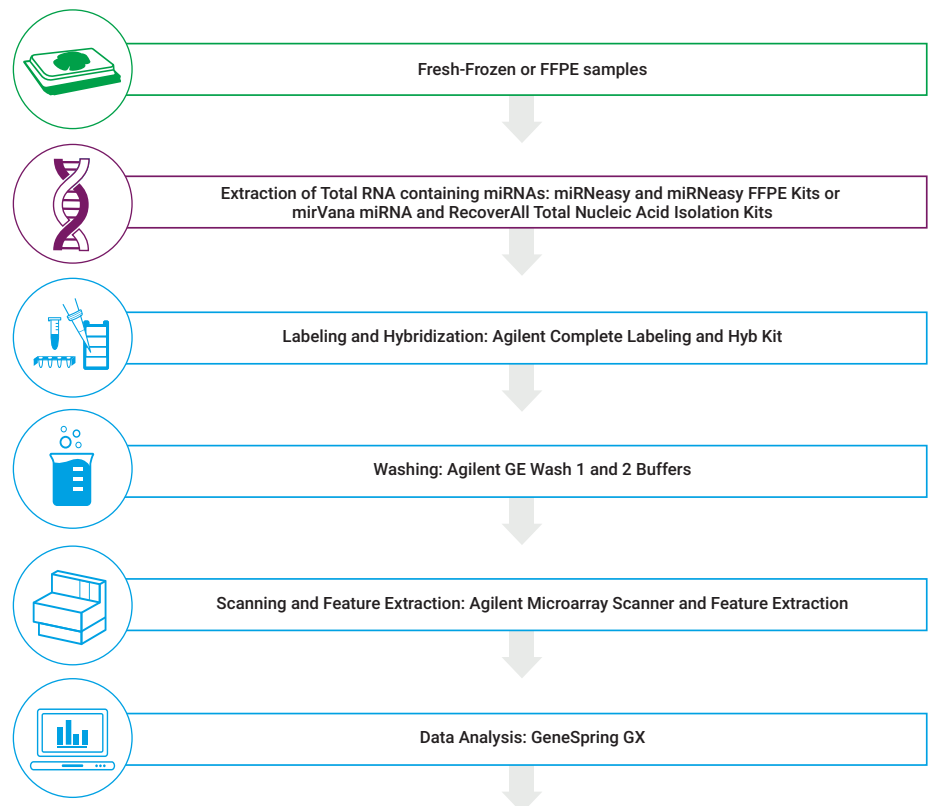 Fresh-Frozen or FFPE samples
Extraction of Total RNA containing miRNAs: miRNeasy and miRNeasy FFPE Kits or
mirVana miRNA and RecoverAll Total Nucleic Acid Isolation Kits
Labeling and Hybridization: Agilent Complete Labeling and Hyb Kit
Washing: Agilent GE Wash 1 and 2 Buffers
Scanning and Feature Extraction: Agilent Microarray Scanner and Feature Extraction
Data Analysis: GeneSpring GX